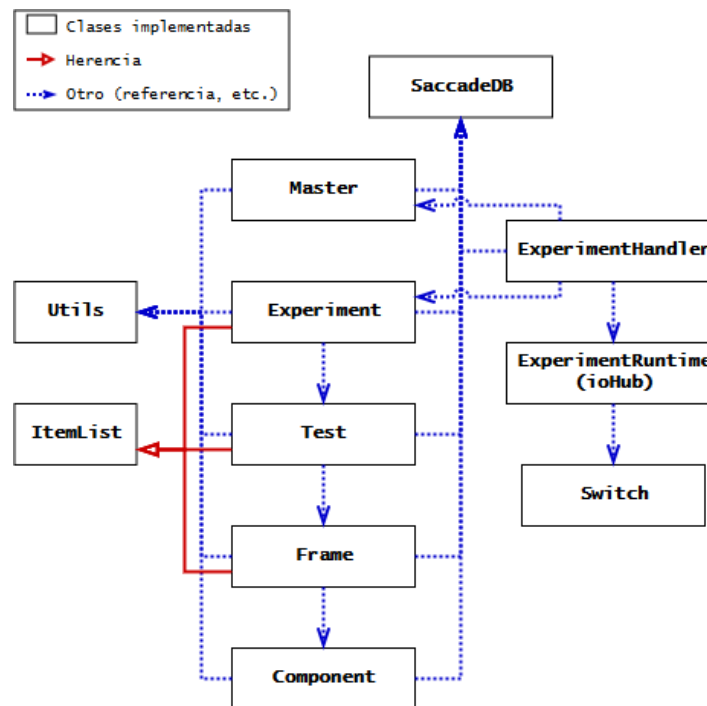 Clases implementadas
Herencia
Otro (referencia, etc.)
SaccadeDB
Master
ExperimentHandler
Utils
Experiment
ExperimentRuntime
(ioHub)
ItemList
Test
Switch
Frame
Component